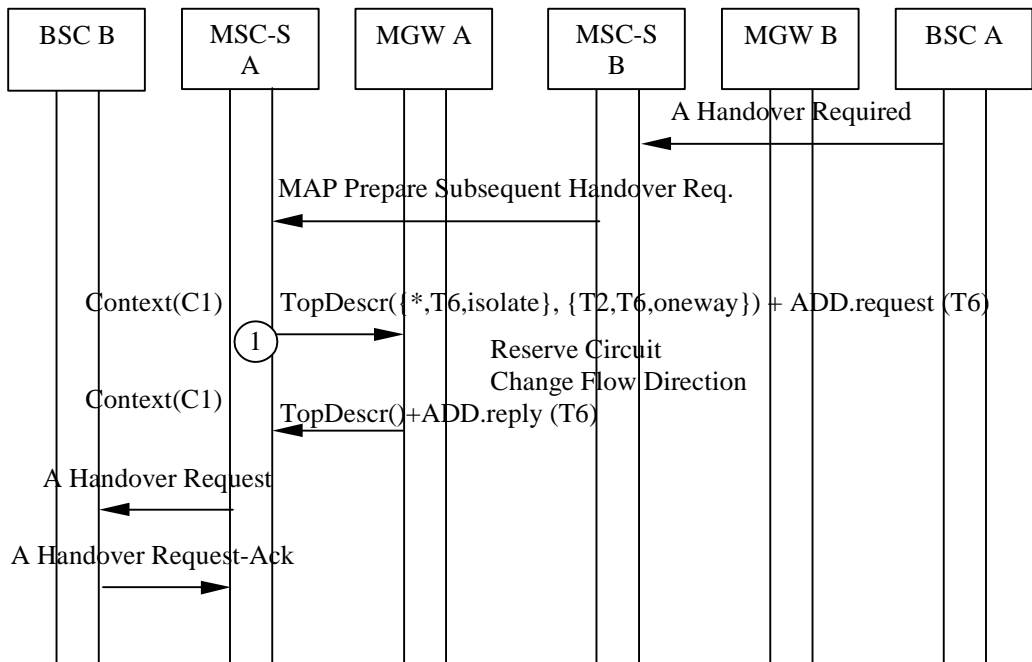 BSC B
MSC-S
A
MGW A
MSC-S
B
MGW B
BSC A
A Handover Required
MAP Prepare Subsequent Handover Req.
Context(C1)
TopDescr({*,T6,isolate}, {T2,T6,oneway}) + ADD.request (T6)
1
Reserve Circuit
Change Flow Direction
Context(C1)
TopDescr()+ADD.reply (T6)
A Handover Request
A Handover Request-Ack